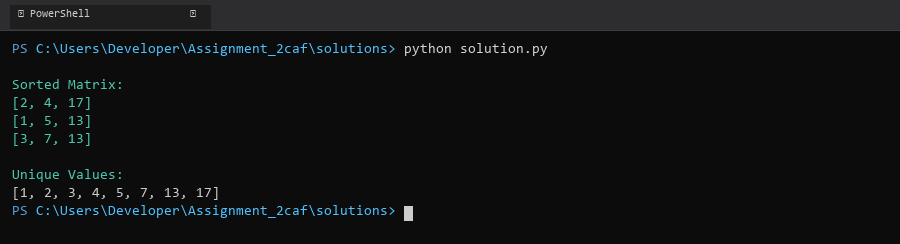 PowerShell
PS C:\Users\Developer\Assignment_2caf\solutions> python solution.py
Sorted Matrix:
[2, 4, 17]
[1, 5, 13]
[3, 7, 13]
Unique Values:
[1, 2, 3, 4, 5, 7, 13, 17]
PS C:\Users\Developer\Assignment_2caf\solutions>